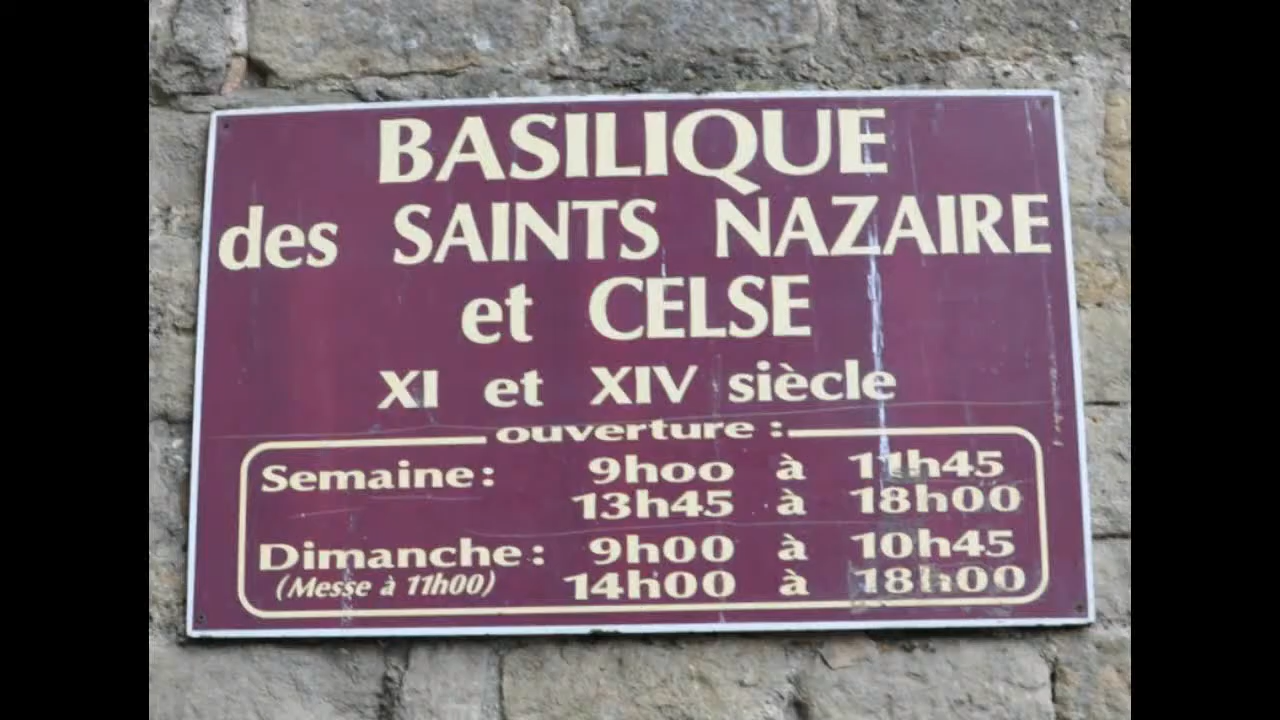 BASILIQUE
des SAINTS NAZAIRE
et CELSE
XI et XIV siècle
ouverture :
Semaine : 9hoo à 11h45
13h45 à 18h00
Dimanche : 9h00 à 10h45
(Messe à 11h00) 14h00 à 18h00